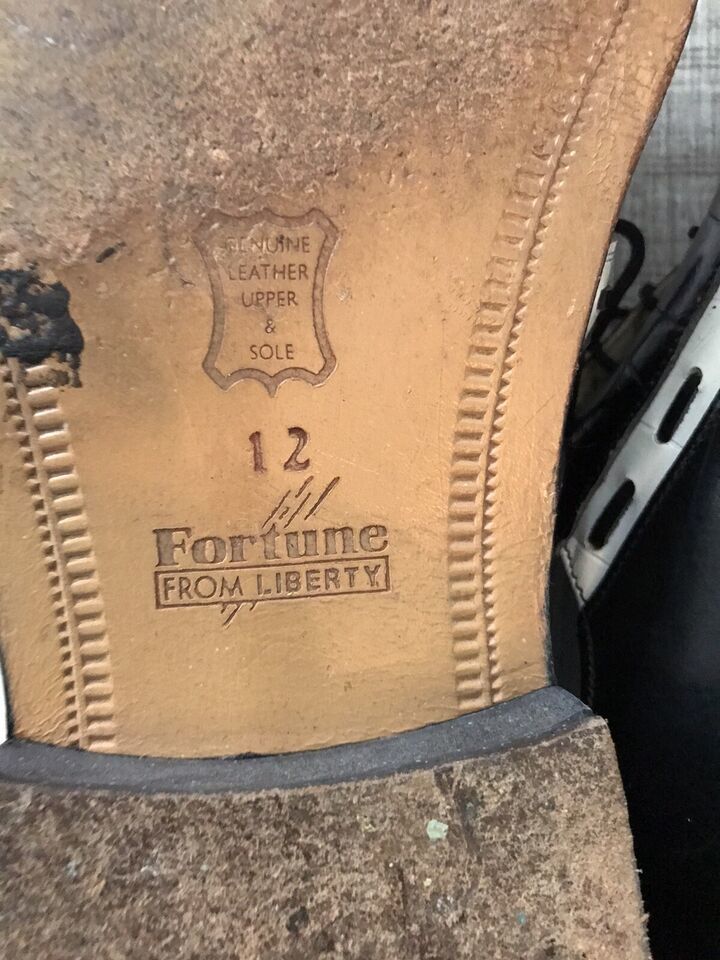 GENUINE
LEATHER
UPPER
&
SOLE
12
Fortune
FROM LIBERTY